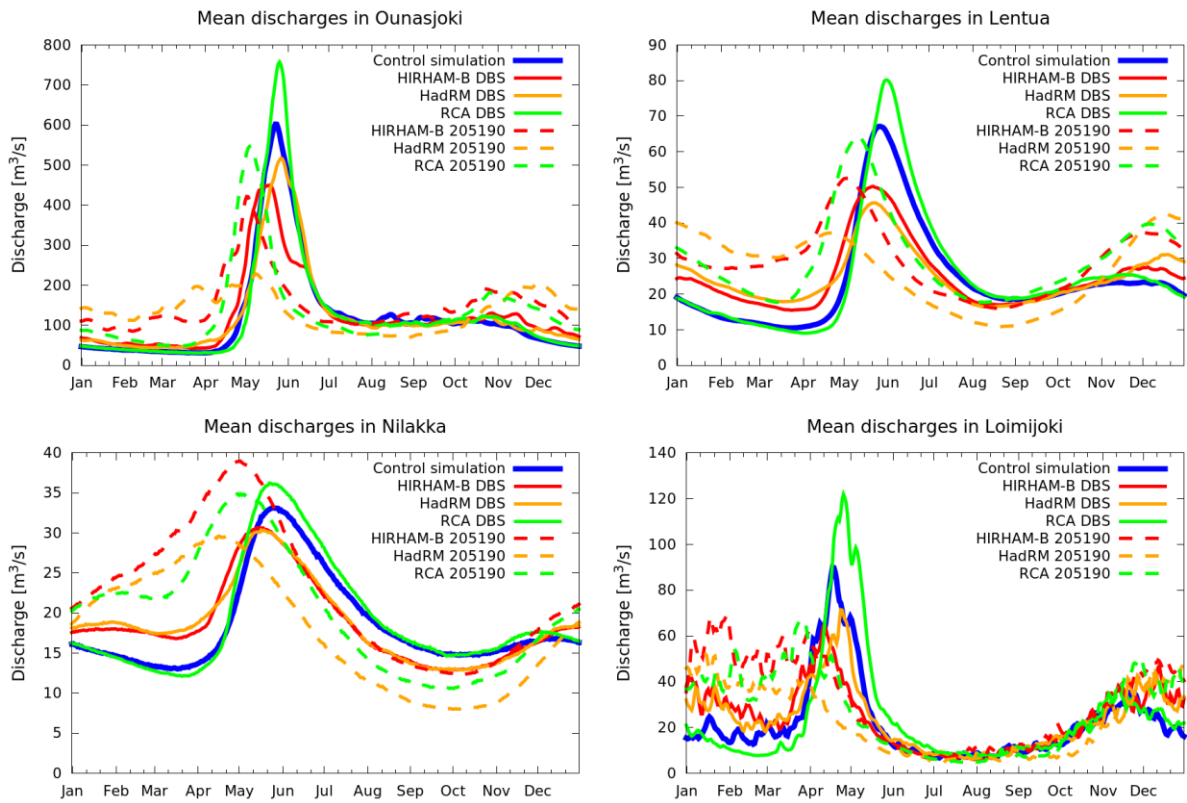 Mean discharges in Ounasjoki
Discharge [m³/s]
800
700
600
500
400
300
200
100
0
Control simulation
HIRHAM-B DBS
HadRM DBS
RCA DBS
HIRHAM-B 205190
HadRM 205190
RCA 205190
Jan Feb Mar Apr May Jun Jul Aug Sep Oct Nov Dec
Mean discharges in Lentua
Discharge [m³/s]
90
80
70
60
50
40
30
20
10
0
Control simulation
HIRHAM-B DBS
HadRM DBS
RCA DBS
HIRHAM-B 205190
HadRM 205190
RCA 205190
Jan Feb Mar Apr May Jun Jul Aug Sep Oct Nov Dec
Mean discharges in Nilakka
Discharge [m³/s]
40
35
30
25
20
15
10
5
0
Control simulation
HIRHAM-B DBS
HadRM DBS
RCA DBS
HIRHAM-B 205190
HadRM 205190
RCA 205190
Jan Feb Mar Apr May Jun Jul Aug Sep Oct Nov Dec
Mean discharges in Loimijoki
Discharge [m³/s]
140
120
100
80
60
40
20
0
Control simulation
HIRHAM-B DBS
HadRM DBS
RCA DBS
HIRHAM-B 205190
HadRM 205190
RCA 205190
Jan Feb Mar Apr May Jun Jul Aug Sep Oct Nov Dec